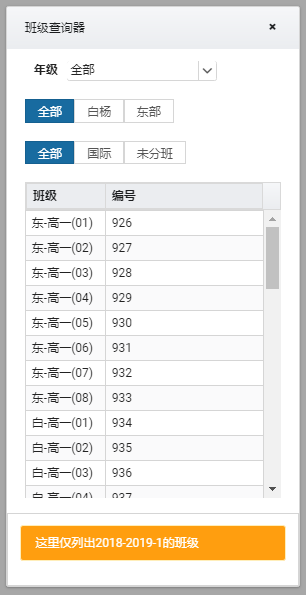 班级查询器 ×
年级 全部
全部 白杨 东部
全部 国际 未分班
班级 编号
东-高一(01) 926
东-高一(02) 927
东-高一(03) 928
东-高一(04) 929
东-高一(05) 930
东-高一(06) 931
东-高一(07) 932
东-高一(08) 933
白-高一(01) 934
白-高一(02) 935
白-高一(03) 936
白-高一(04) 937
这里仅列出2018-2019-1的班级